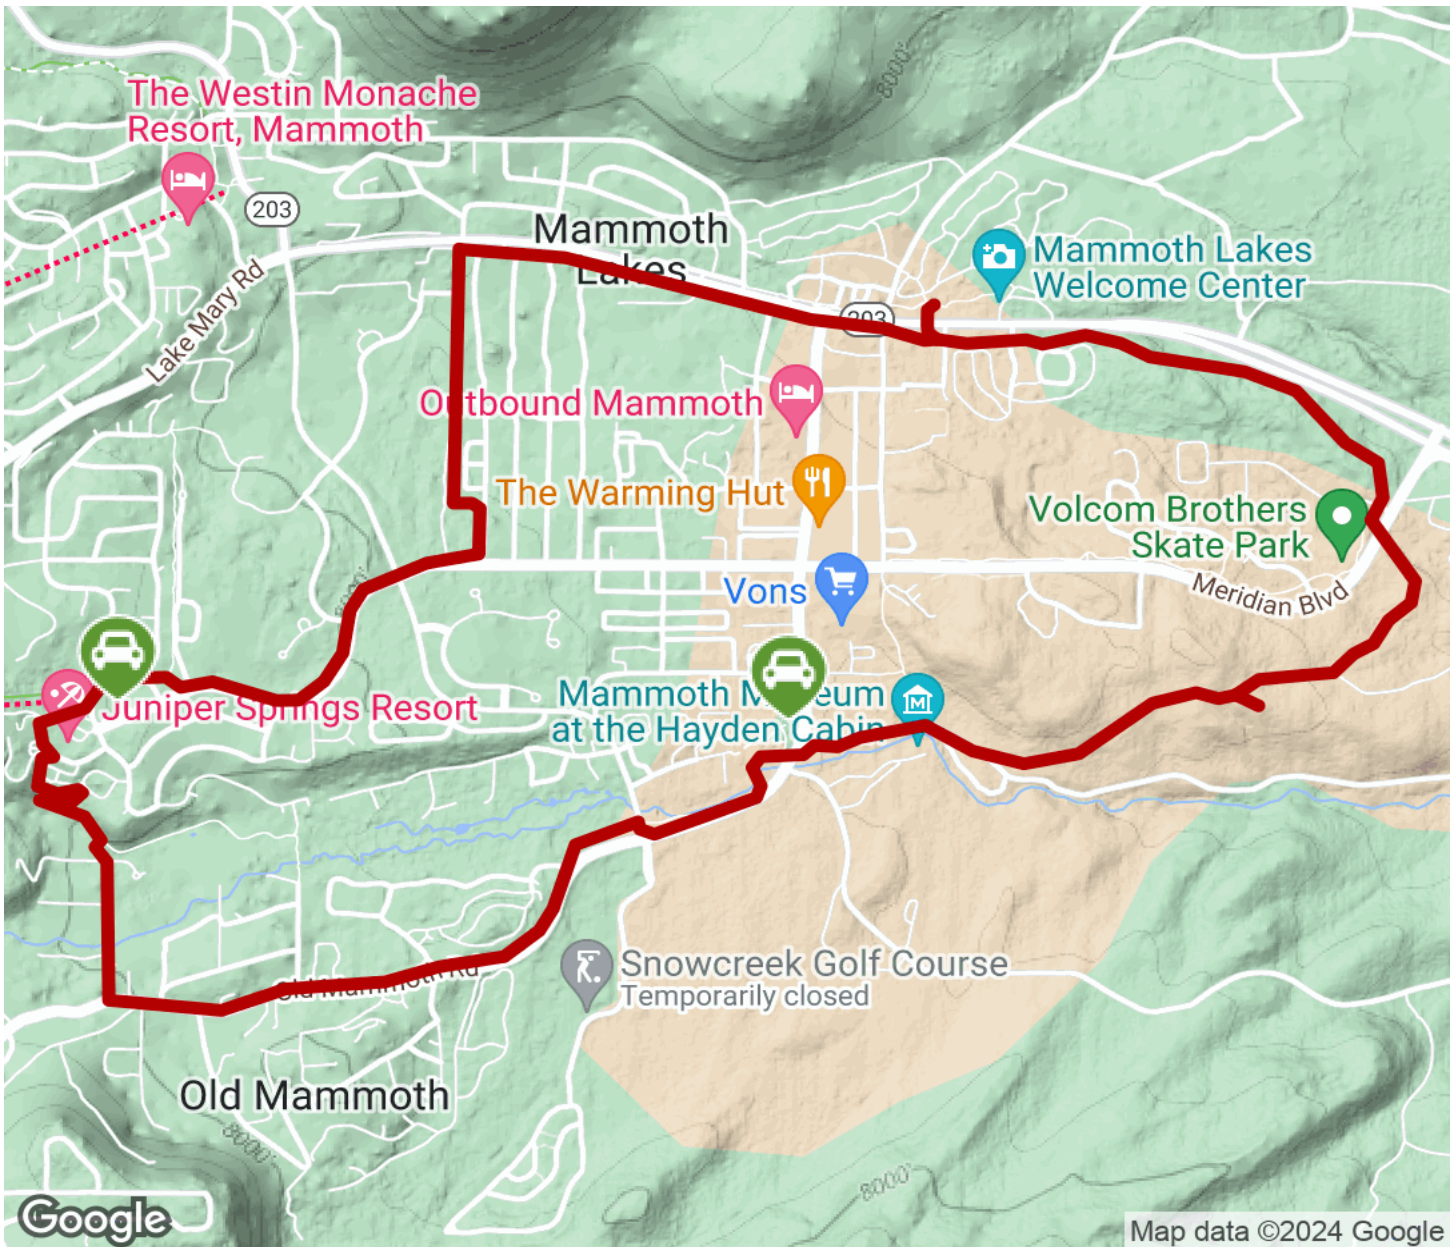 8000'
The Westin Monache
Resort, Mammoth
203
Mammoth
Lakes
Mammoth Lakes
Welcome Center
Lake Mary Rd
203
Outbound Mammoth
The Warming Hut
Volcom Brothers
Skate Park
Vons
Meridian Blvd
8000'
Juniper Springs Resort
Mammoth Museum
at the Hayden Cabin
M
Old Mammoth Rd
Snowcreek Golf Course
Temporarily closed
Old Mammoth
8000'
8000'
Google
Map data ©2024 Google